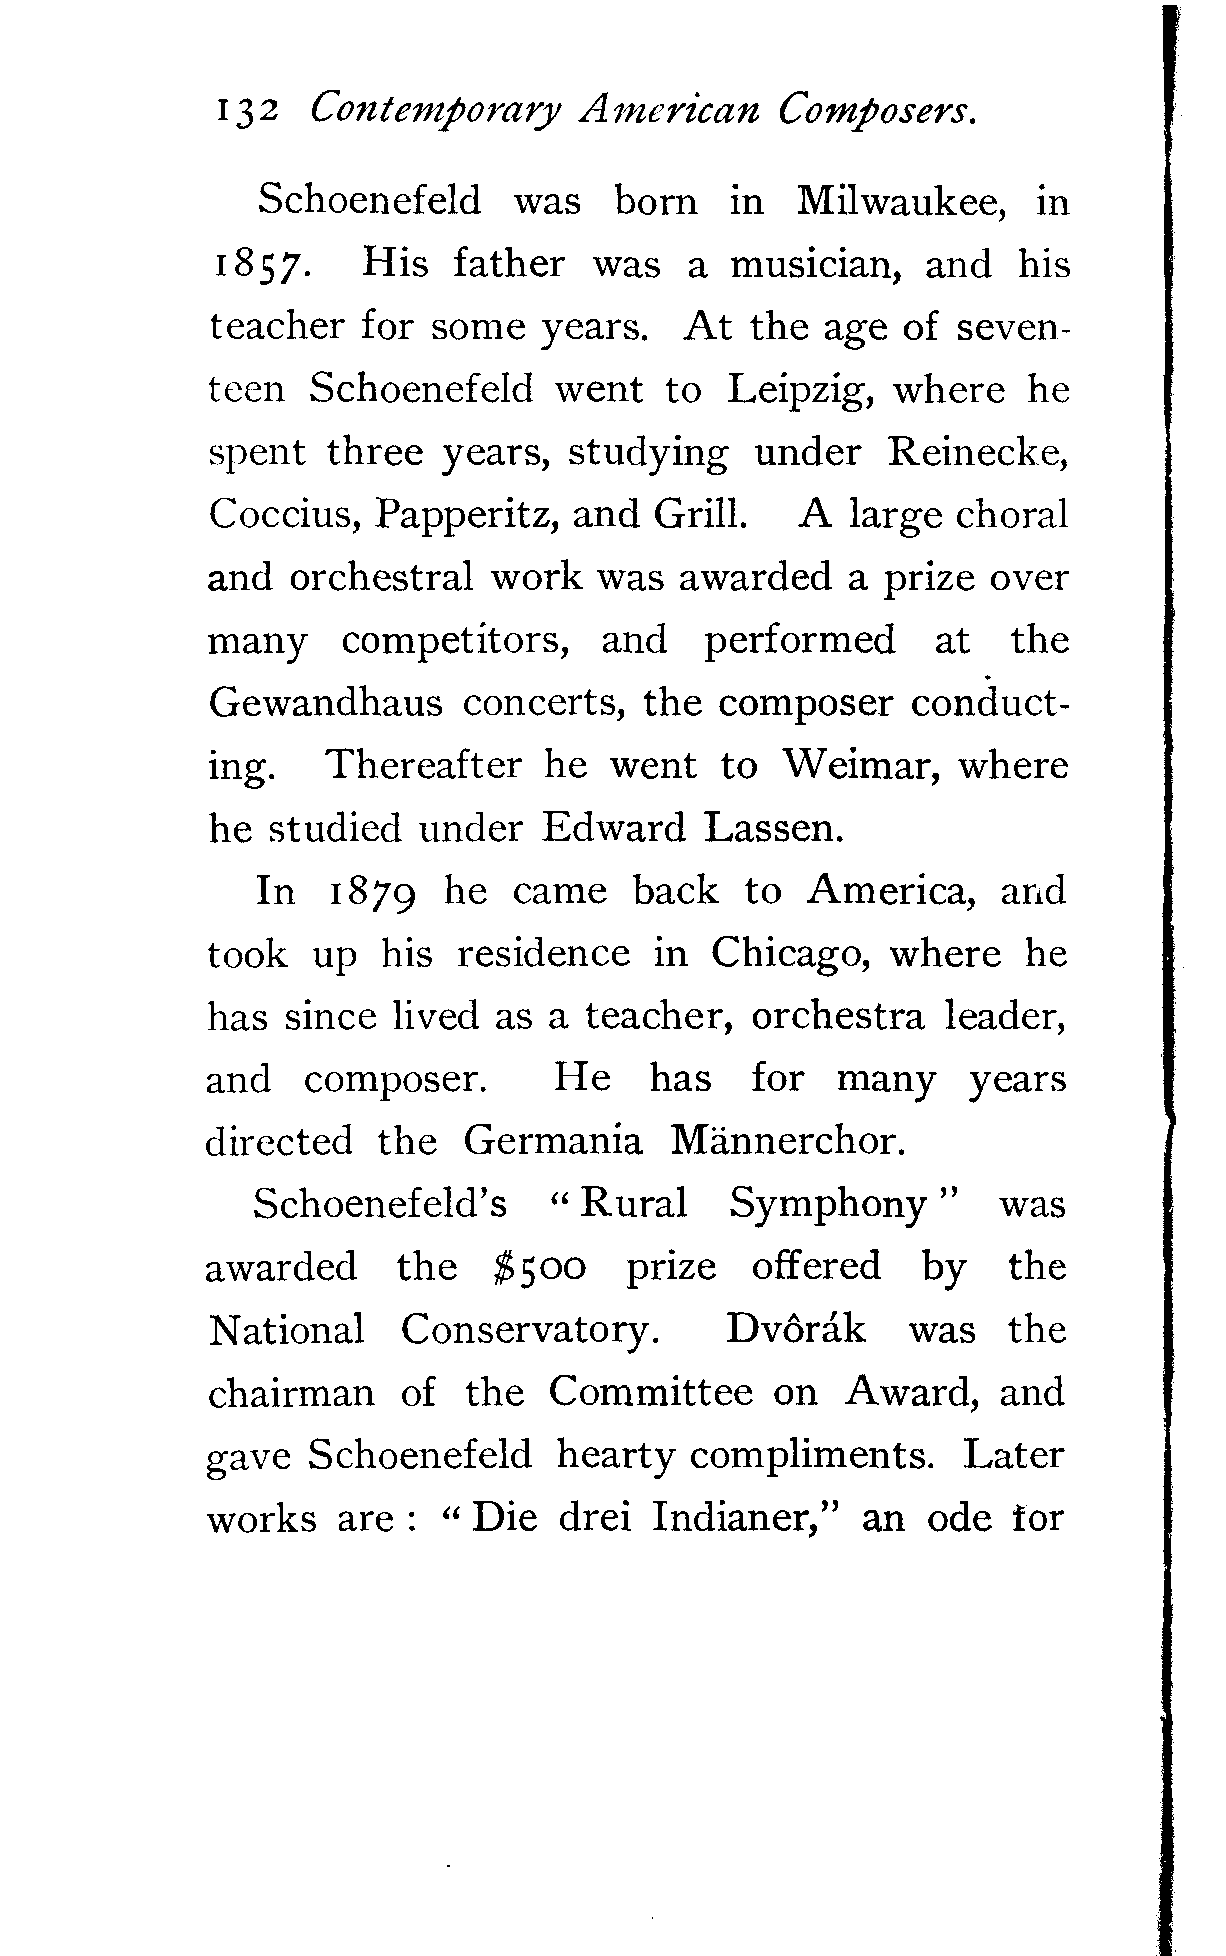 132 Contemporary American Composers.
Schoenefeld was born in Milwaukee, in
1857. His father was a musician, and his
teacher for some years. At the age of seven-
teen Schoenefeld went to Leipzig, where he
spent three years, studying under Reinecke,
Coccius, Papperitz, and Grill. A large choral
and orchestral work was awarded a prize over
many competitors, and performed at the
Gewandhaus concerts, the composer conduct-
ing. Thereafter he went to Weimar, where
he studied under Edward Lassen.
In 1879 he came back to America, and
took up his residence in Chicago, where he
has since lived as a teacher, orchestra leader,
and composer. He has for many years
directed the Germania Männerchor.
Schoenefeld's “ Rural Symphony ” was
awarded the $500 prize offered by the
National Conservatory. Dvôrák was the
chairman of the Committee on Award, and
gave Schoenefeld hearty compliments. Later
works are : “ Die drei Indianer,” an ode for